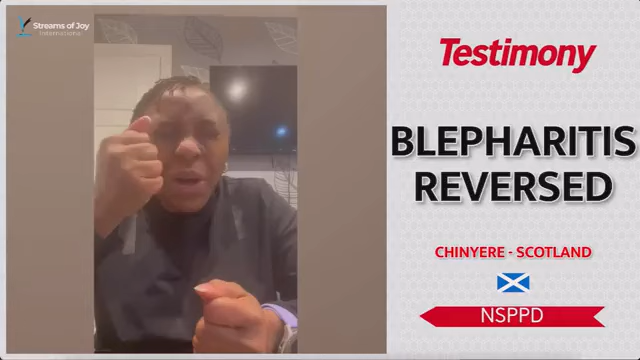 Streams of Joy
International
Testimony
BLEPHARITIS
REVERSED
CHINYERE - SCOTLAND
NSPPD